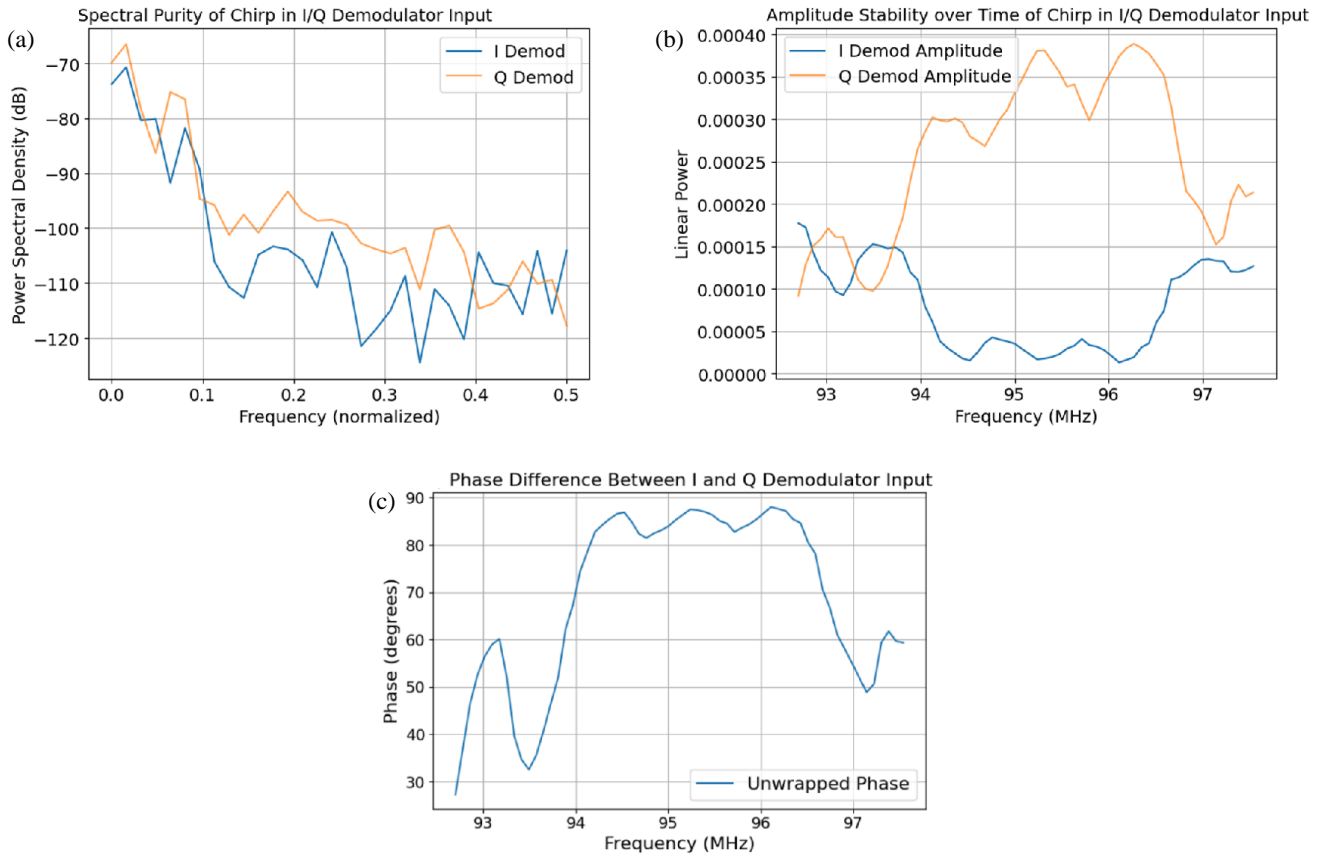 Spectral Purity of Chirp in I/Q Demodulator Input
(a)
I Demod
Q Demod
Power Spectral Density (dB)
−70
−80
−90
−100
−110
−120
0.0 0.1 0.2 0.3 0.4 0.5
Frequency (normalized)
Amplitude Stability over Time of Chirp in I/Q Demodulator Input
(b)
I Demod Amplitude
Q Demod Amplitude
Linear Power
0.00040
0.00035
0.00030
0.00025
0.00020
0.00015
0.00010
0.00005
0.00000
93 94 95 96 97
Frequency (MHz)
Phase Difference Between I and Q Demodulator Input
(c)
Phase (degrees)
90
80
70
60
50
40
30
Unwrapped Phase
93 94 95 96 97
Frequency (MHz)